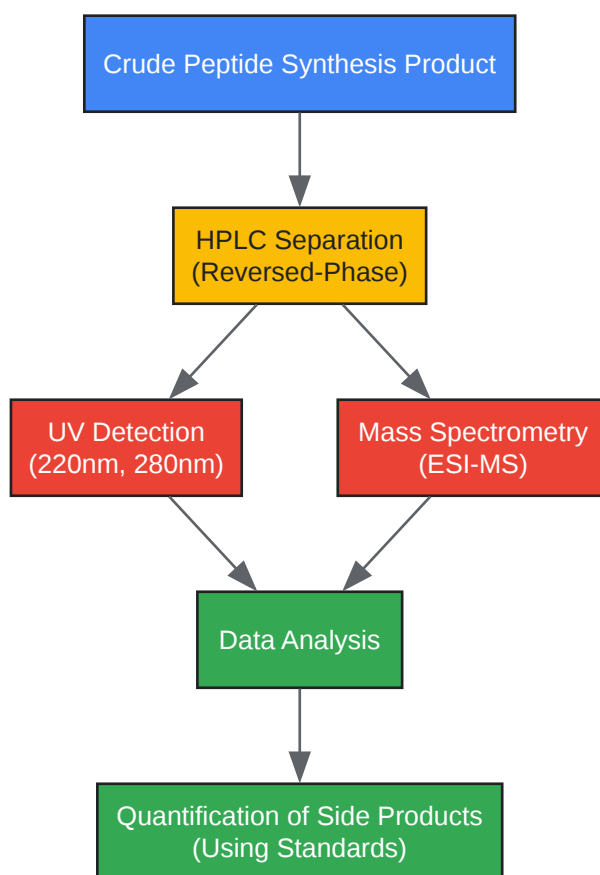 Crude Peptide Synthesis Product
HPLC Separation
(Reversed-Phase)
UV Detection
(220nm, 280nm)
Mass Spectrometry
(ESI-MS)
Data Analysis
Quantification of Side Products
(Using Standards)